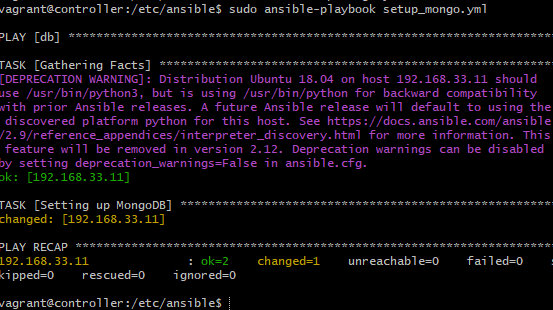 vagrant@controller:/etc/ansible$ sudo ansible-playbook setup_mongo.yml
PLAY [db] ************************************************************
TASK [Gathering Facts] ***********************************************
[DEPRECATION WARNING]: Distribution Ubuntu 18.04 on host 192.168.33.11 should
use /usr/bin/python3, but is using /usr/bin/python for backward compatibility
with prior Ansible releases. A future Ansible release will default to using the
discovered platform python for this host. See https://docs.ansible.com/ansible
/2.9/reference_appendices/interpreter_discovery.html for more information. This
feature will be removed in version 2.12. Deprecation warnings can be disabled
by setting deprecation_warnings=False in ansible.cfg.
ok: [192.168.33.11]
TASK [Setting up MongoDB] ********************************************
changed: [192.168.33.11]
PLAY RECAP ***********************************************************
192.168.33.11 : ok=2 changed=1 unreachable=0 failed=0 s
kipped=0 rescued=0 ignored=0
vagrant@controller:/etc/ansible$